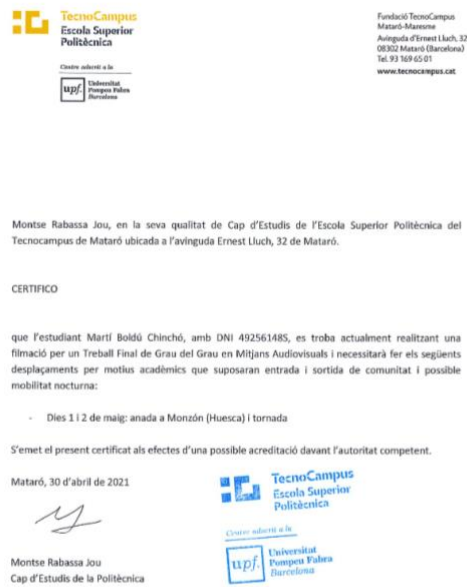 TecnoCampus
Escola Superior
Politècnica
Centre adscrit a la
upf.
Universitat
Pompeu Fabra
Barcelona
Fundació TecnoCampus
Mataró-Maresme
Avinguda d'Ernest Lluch, 32
08302 Mataró (Barcelona)
Tel. 93 169 65 01
www.tecnocampus.cat
Montse Rabassa Jou, en la seva qualitat de Cap d'Estudis de l'Escola Superior Politècnica del
Tecnocampus de Mataró ubicada a l'avinguda Ernest Lluch, 32 de Mataró.
CERTIFICO
que l'estudiant Martí Boldú Chinchó, amb DNI 49256148S, es troba actualment realitzant una
filmació per un Treball Final de Grau del Grau en Mitjans Audiovisuals i necessitarà fer els següents
desplaçaments per motius acadèmics que suposaran entrada i sortida de comunitat i possible
mobilitat nocturna:
- Dies 1 i 2 de maig: anada a Monzón (Huesca) i tornada
S'emet el present certificat als efectes d'una possible acreditació davant l'autoritat competent.
Mataró, 30 d'abril de 2021
TecnoCampus
Escola Superior
Politècnica
Centre adscrit a la
upf.
Universitat
Pompeu Fabra
Barcelona
Montse Rabassa Jou
Cap d'Estudis de la Politècnica